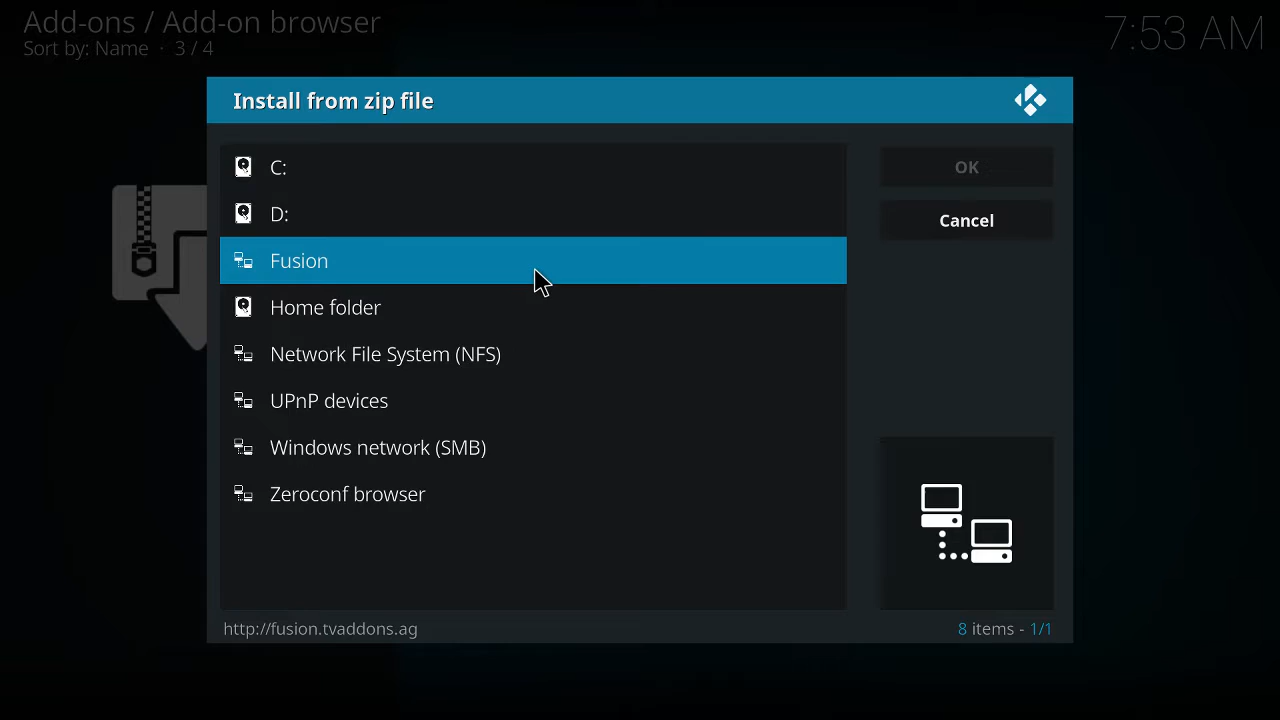 Add-ons / Add-on browser
Sort by: Name · 3 / 4
7:53 AM
Install from zip file
C:
D:
Fusion
Home folder
Network File System (NFS)
UPnP devices
Windows network (SMB)
Zeroconf browser
OK
Cancel
http://fusion.tvaddons.ag
8 items - 1/1